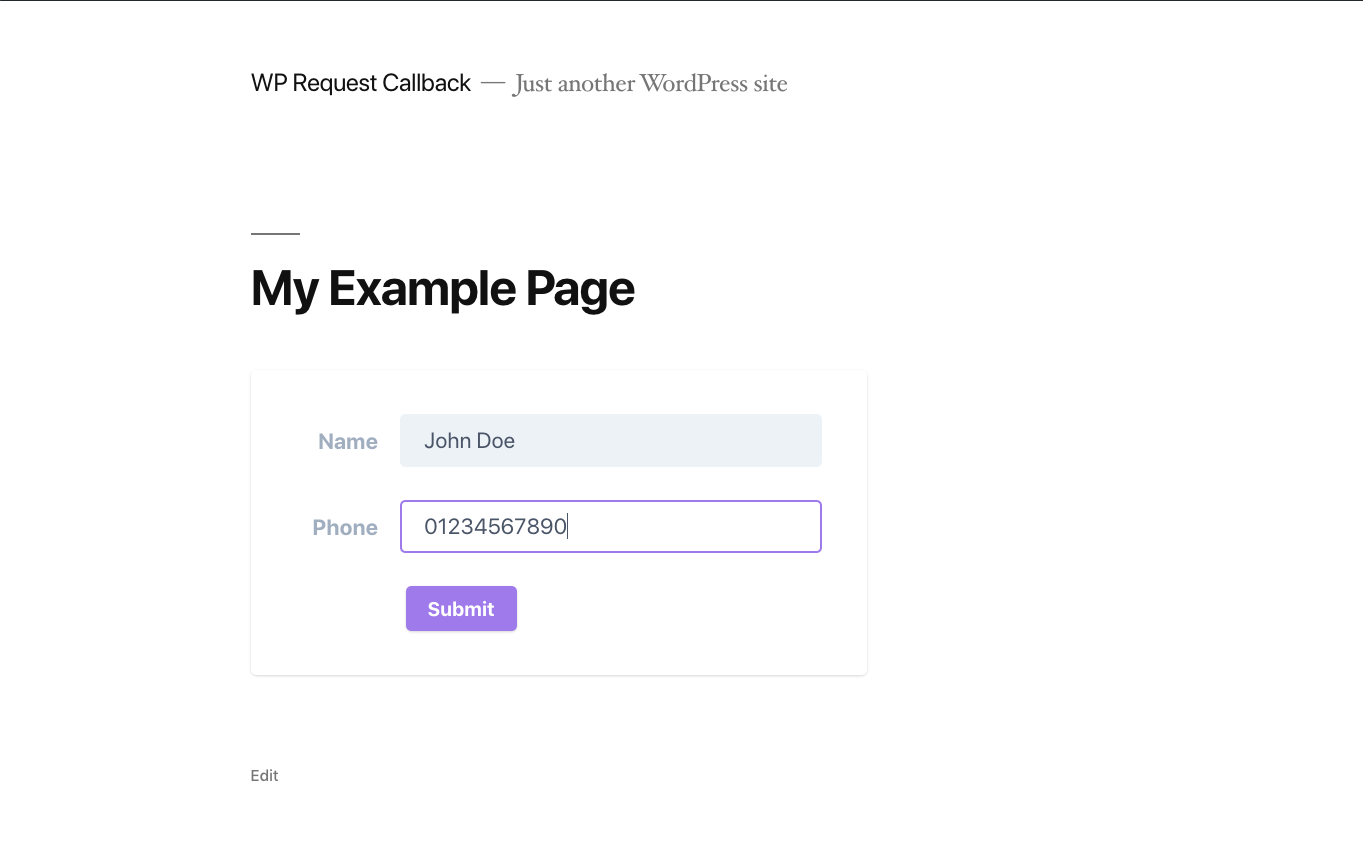 WP Request Callback — Just another WordPress site
My Example Page
Name John Doe
Phone 01234567890
Submit
Edit